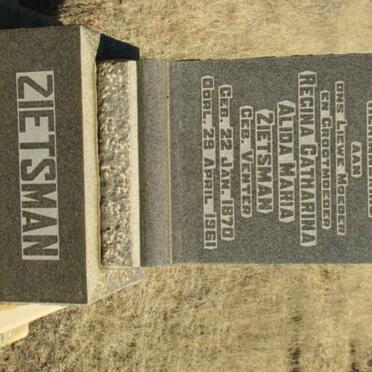 AAN
ONS LIEWE MOEDER
EN GROOTMOEDER
REGINA CATHARINA
ALIDA MARIA
ZIETSMAN
GEB. VENTER
GEB. 22 JAN. 1870
OORL. 29 APRIL 1961
ZIETSMAN